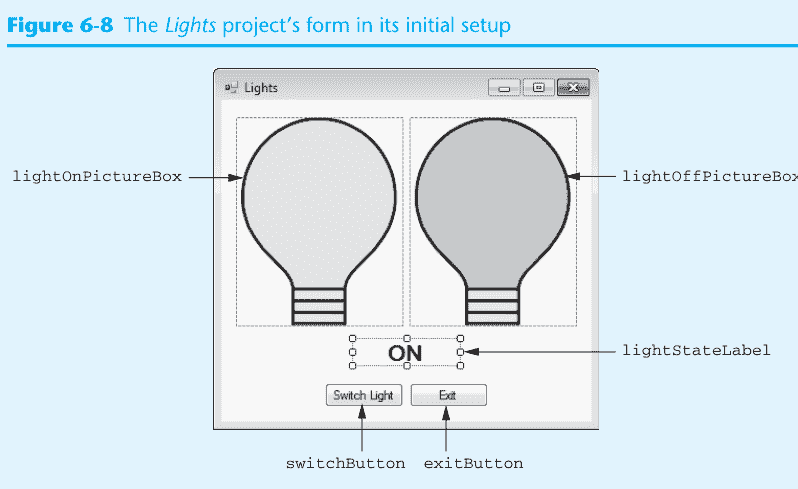 Figure 6-8 The Lights project's form in its initial setup
Lights
lightOnPictureBox
lightOffPictureBox
ON
lightStateLabel
Switch Light
Exit
switchButton
exitButton